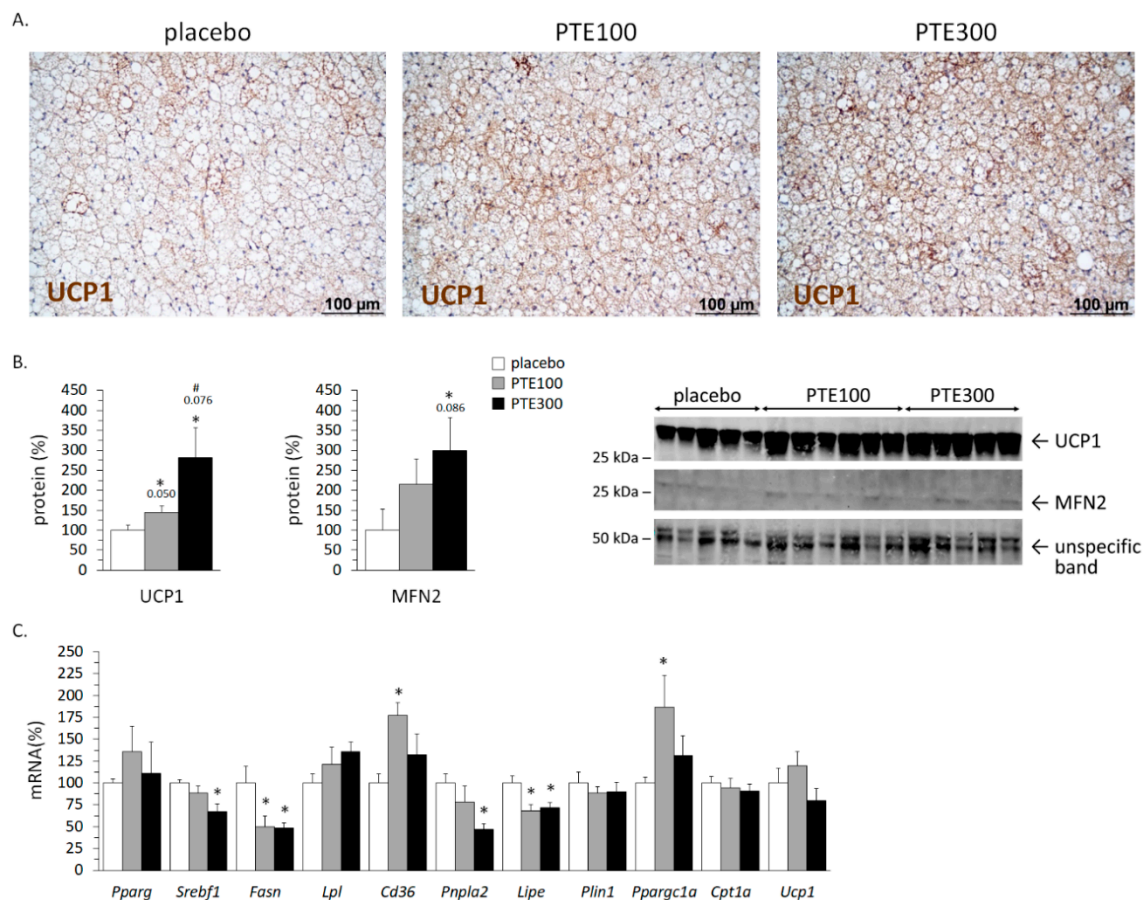 A.
placebo PTE100 PTE300
UCP1 100 µm UCP1 100 µm UCP1 100 µm
B.
placebo
PTE100
PTE300
protein (%)
450
400
350
300
250
200
150
100
50
0
*
0.050
#
0.076
*
UCP1
protein (%)
450
400
350
300
250
200
150
100
50
0
*
0.086
MFN2
placebo PTE100 PTE300
25 kDa
← UCP1
25 kDa
← MFN2
50 kDa
← unspecific
band
C.
mRNA(%)
250
225
200
175
150
125
100
75
50
25
0
* * * * * * * *
Pparg Srebf1 Fasn Lpl Cd36 Pnpla2 Lipe Plin1 Ppargc1a Cpt1a Ucp1